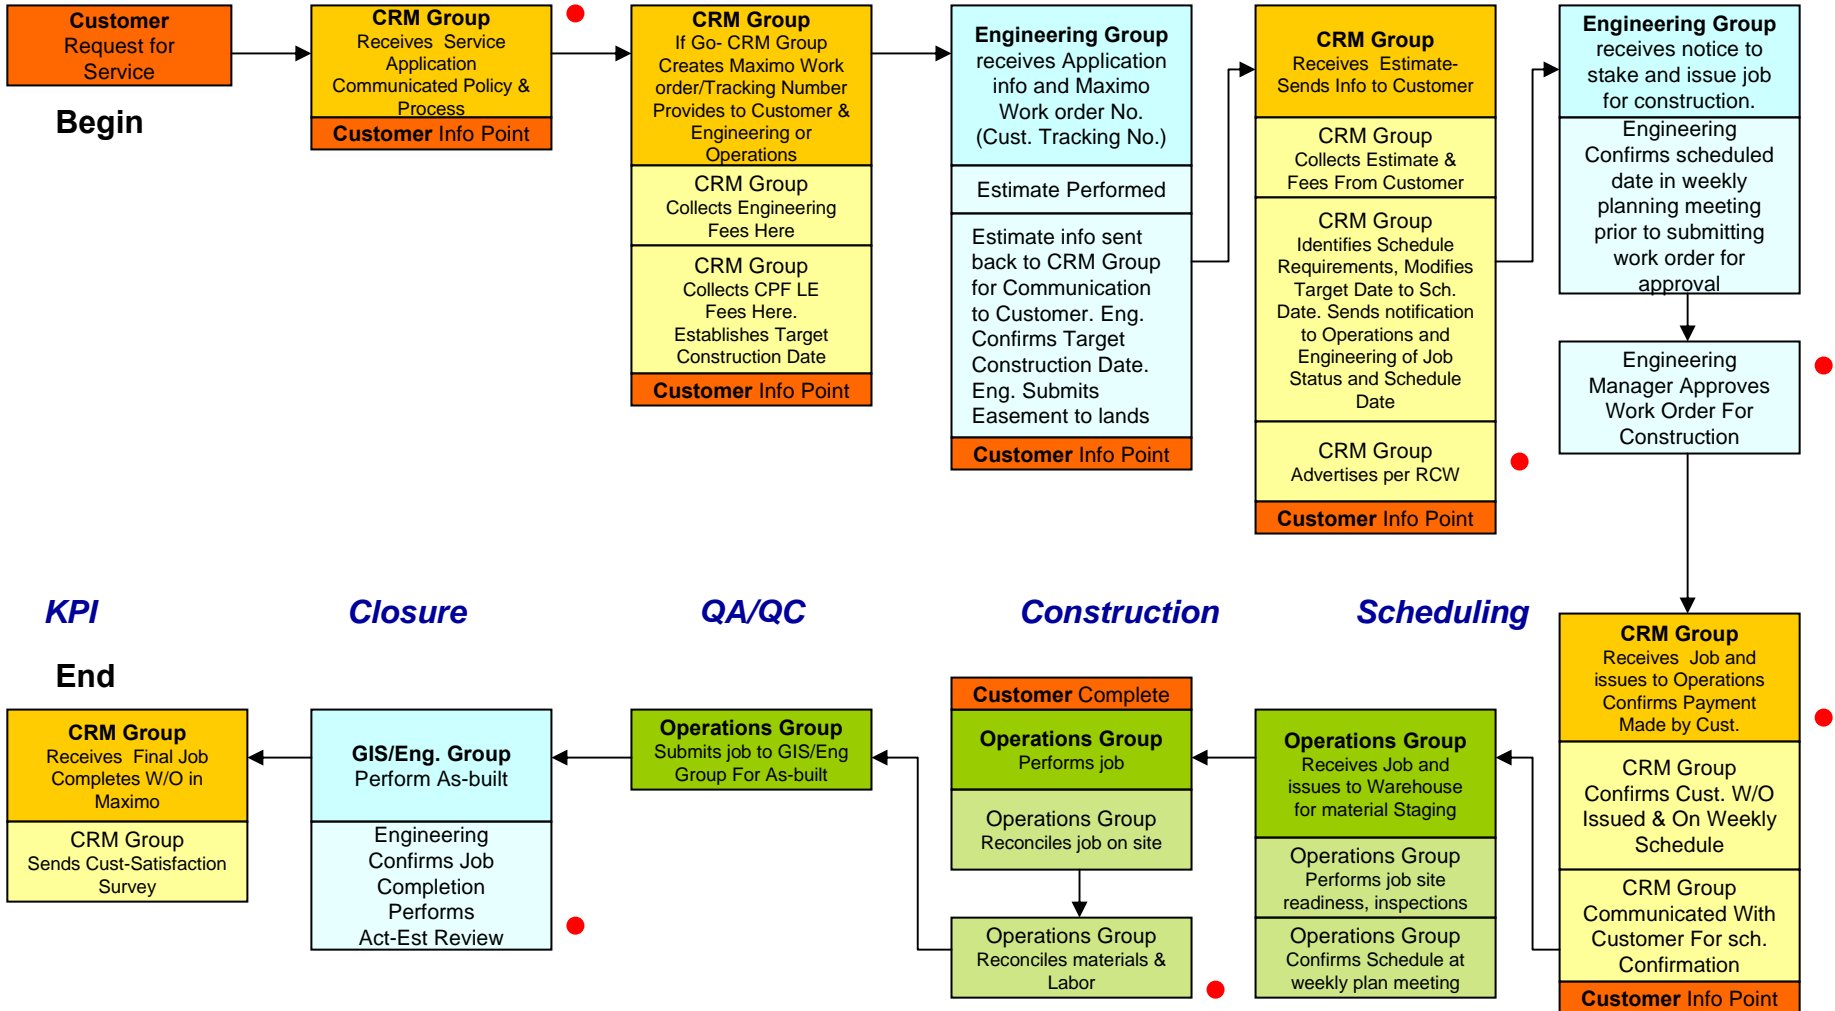 Customer
Request for
Service
Begin
CRM Group
Receives Service
Application
Communicated Policy &
Process
Customer Info Point
CRM Group
If Go- CRM Group
Creates Maximo Work
order/Tracking Number
Provides to Customer &
Engineering or
Operations
CRM Group
Collects Engineering
Fees Here
CRM Group
Collects CPF LE
Fees Here.
Establishes Target
Construction Date
Customer Info Point
Engineering Group
receives Application
info and Maximo
Work order No.
(Cust. Tracking No.)
Estimate Performed
Estimate info sent
back to CRM Group
for Communication
to Customer. Eng.
Confirms Target
Construction Date.
Eng. Submits
Easement to lands
Customer Info Point
CRM Group
Receives Estimate-
Sends Info to Customer
CRM Group
Collects Estimate &
Fees From Customer
CRM Group
Identifies Schedule
Requirements, Modifies
Target Date to Sch.
Date. Sends notification
to Operations and
Engineering of Job
Status and Schedule
Date
CRM Group
Advertises per RCW
Customer Info Point
Engineering Group
receives notice to
stake and issue job
for construction.
Engineering
Confirms scheduled
date in weekly
planning meeting
prior to submitting
work order for
approval
Engineering
Manager Approves
Work Order For
Construction
KPI
Closure
QA/QC
Construction
Scheduling
End
CRM Group
Receives Job and
issues to Operations
Confirms Payment
Made by Cust.
CRM Group
Confirms Cust. W/O
Issued & On Weekly
Schedule
CRM Group
Communicated With
Customer For sch.
Confirmation
Customer Info Point
Operations Group
Receives Job and
issues to Warehouse
for material Staging
Operations Group
Performs job site
readiness, inspections
Operations Group
Confirms Schedule at
weekly plan meeting
Customer Complete
Operations Group
Performs job
Operations Group
Reconciles job on site
Operations Group
Reconciles materials &
Labor
Operations Group
Submits job to GIS/Eng
Group For As-built
GIS/Eng. Group
Perform As-built
Engineering
Confirms Job
Completion
Performs
Act-Est Review
CRM Group
Receives Final Job
Completes W/O in
Maximo
CRM Group
Sends Cust-Satisfaction
Survey